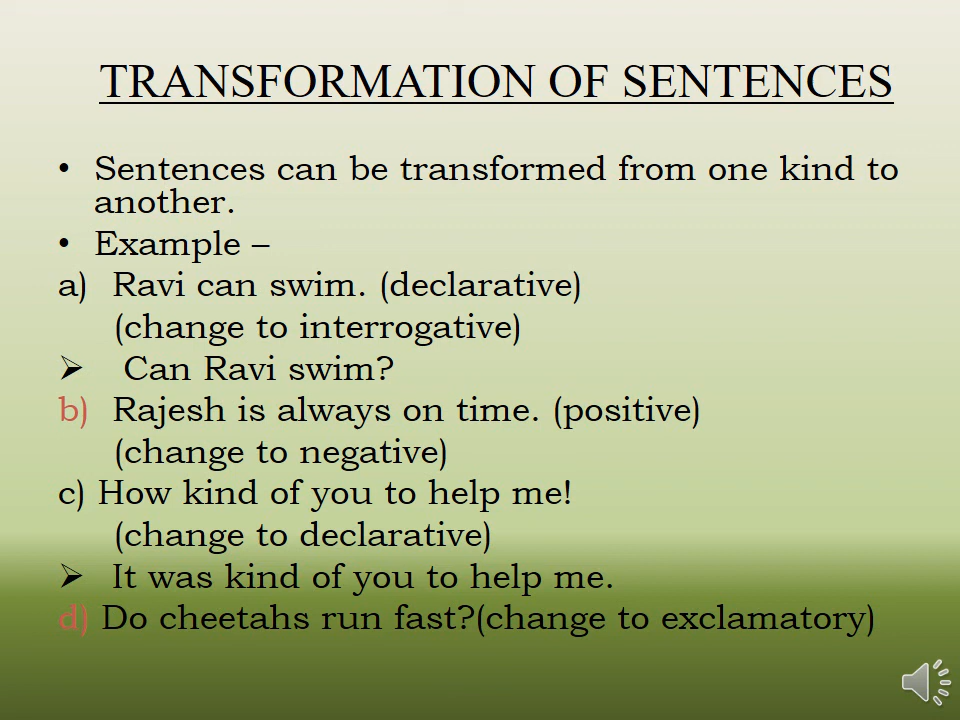 TRANSFORMATION OF SENTENCES
• Sentences can be transformed from one kind to
another.
• Example –
a) Ravi can swim. (declarative)
(change to interrogative)
➢ Can Ravi swim?
b) Rajesh is always on time. (positive)
(change to negative)
c) How kind of you to help me!
(change to declarative)
➢ It was kind of you to help me.
d) Do cheetahs run fast?(change to exclamatory)